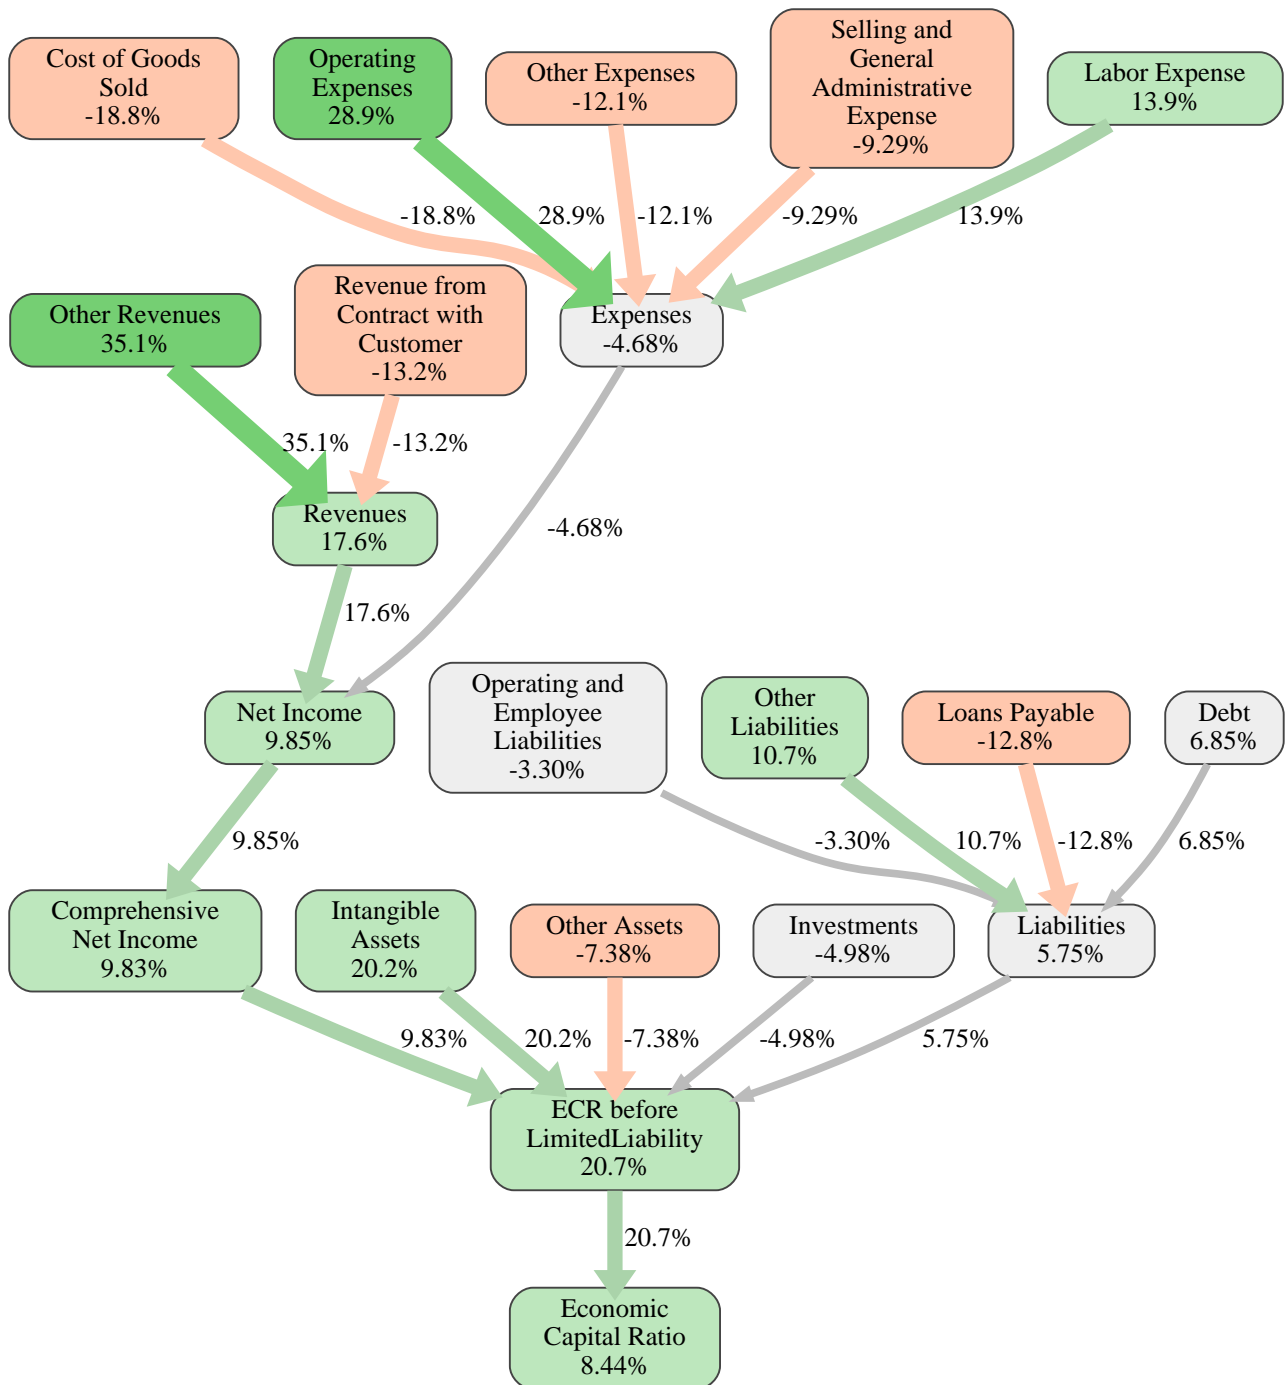 Cost of Goods
Sold
-18.8%
Operating
Expenses
28.9%
Other Expenses
-12.1%
Selling and
General
Administrative
Expense
-9.29%
Labor Expense
13.9%
-18.8%
28.9%
-12.1%
-9.29%
13.9%
Other Revenues
35.1%
Revenue from
Contract with
Customer
-13.2%
Expenses
-4.68%
35.1%
-13.2%
Revenues
17.6%
-4.68%
17.6%
Net Income
9.85%
Operating and
Employee
Liabilities
-3.30%
Other
Liabilities
10.7%
Loans Payable
-12.8%
Debt
6.85%
9.85%
-3.30%
10.7%
-12.8%
6.85%
Comprehensive
Net Income
9.83%
Intangible
Assets
20.2%
Other Assets
-7.38%
Investments
-4.98%
Liabilities
5.75%
9.83%
20.2%
-7.38%
-4.98%
5.75%
ECR before
LimitedLiability
20.7%
20.7%
Economic
Capital Ratio
8.44%